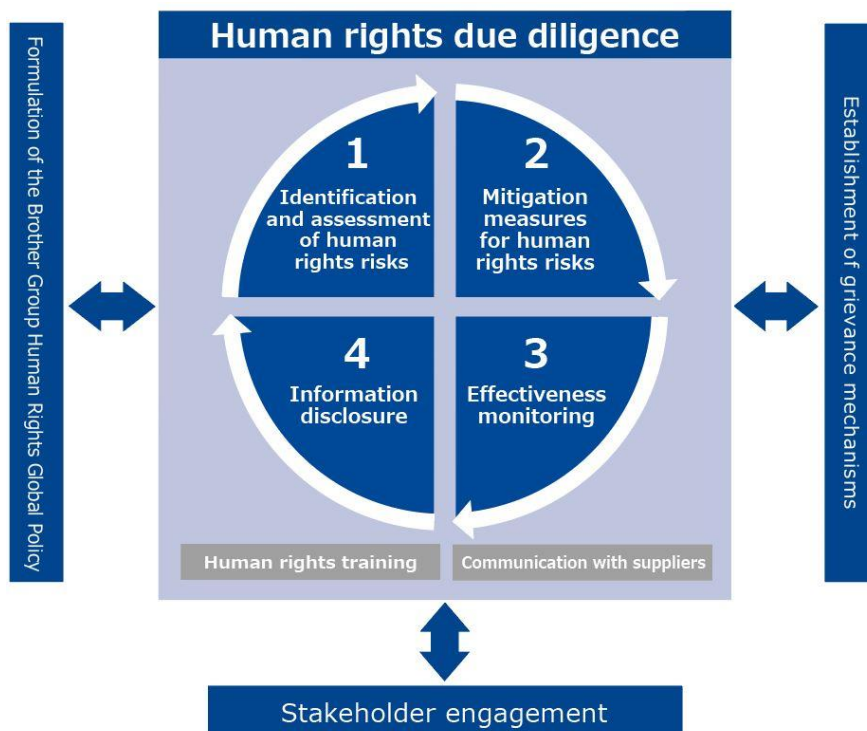 Human rights due diligence
Formulation of the Brother Group Human Rights Global Policy
1
Identification
and assessment
of human
rights risks
2
Mitigation
measures
for human
rights risks
4
Information
disclosure
3
Effectiveness
monitoring
Human rights training
Communication with suppliers
Establishment of grievance mechanisms
Stakeholder engagement